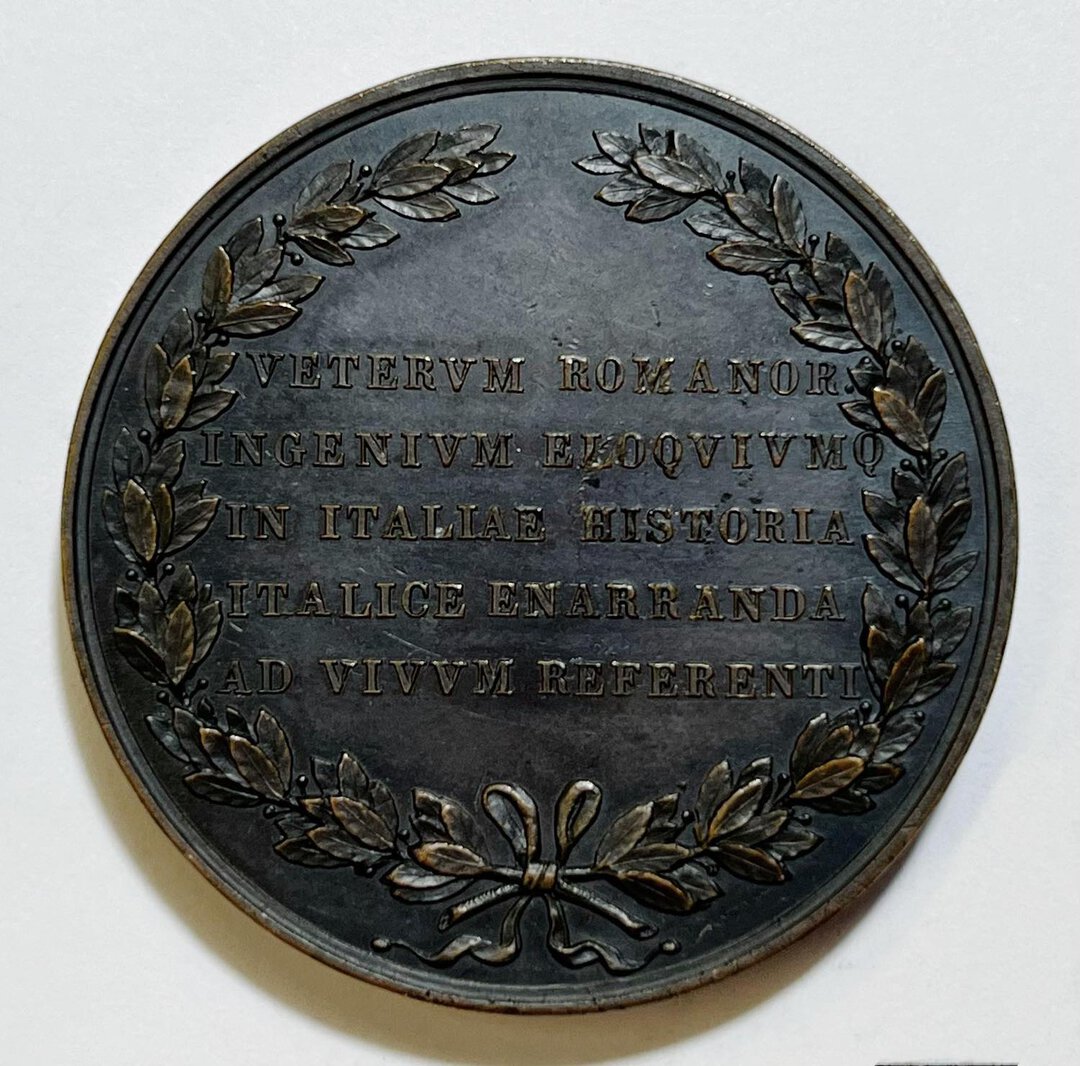 VETERVM ROMANOR.
INGENIVM ELOQVIVMQ
IN ITALIAE HISTORIA
ITALICE ENARRANDA
AD VIVVM REFERENTI